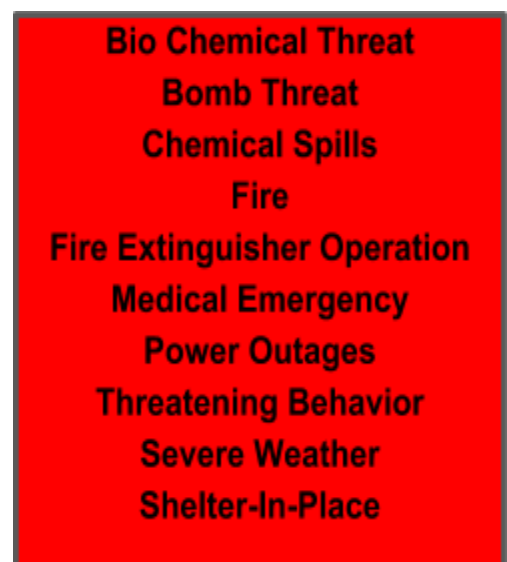 Bio Chemical Threat
Bomb Threat
Chemical Spills
Fire
Fire Extinguisher Operation
Medical Emergency
Power Outages
Threatening Behavior
Severe Weather
Shelter-In-Place